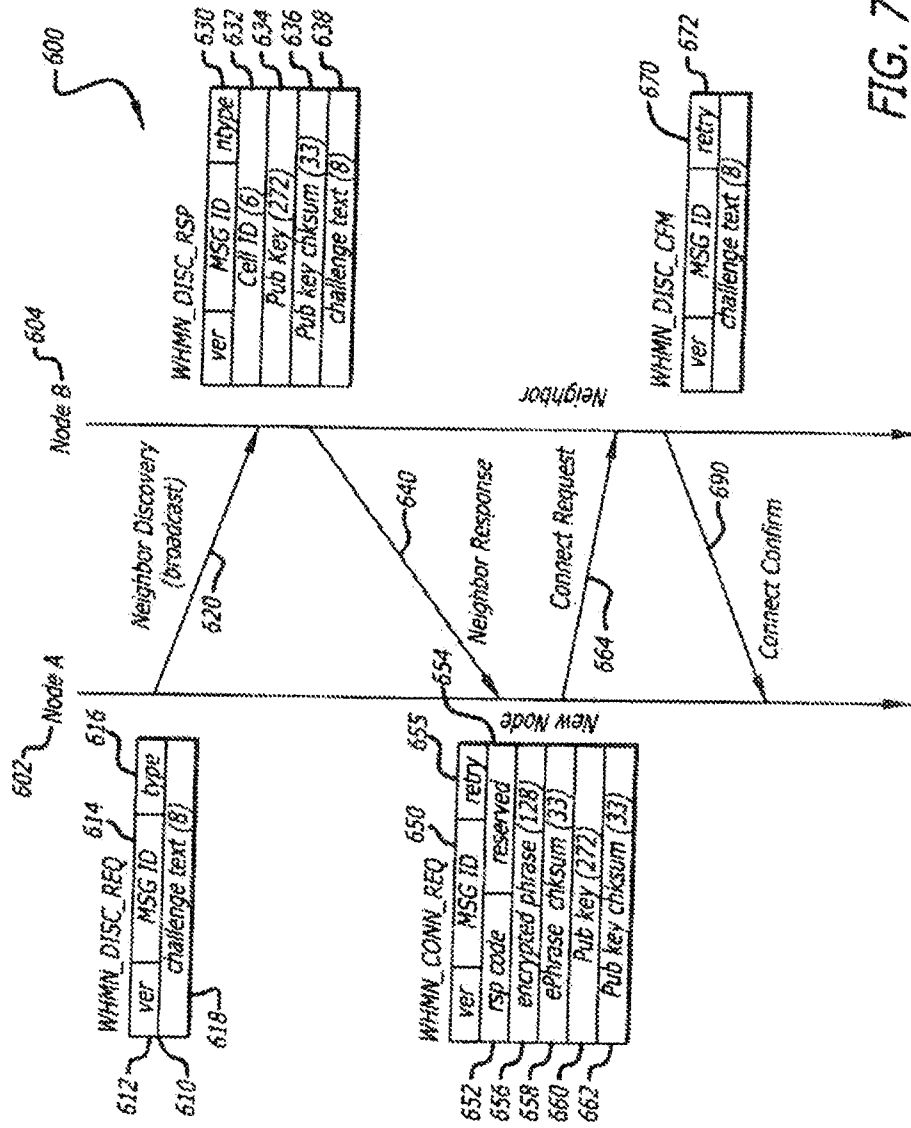 600
602
Node A
Node B
604
WHMN_DISC_REQ
612
614
616
ver
MSG ID
type
610
challenge text (8)
618
Neighbor Discovery
(broadcast)
620
WHMN_DISC_RSP
ver
MSG ID
ntype
630
Cell ID (6)
632
Pub Key (272)
634
Pub key chksum (33)
636
challenge text (8)
638
640
Neighbor Response
WHMN_CONN_REQ
650
655
654
ver
MSG ID
retry
652
rsp code
reserved
656
encrypted phrase (128)
658
ePhrase chksum (33)
660
Pub key (272)
662
Pub key chksum (33)
New Node
Neighbor
Connect Request
664
WHMN_DISC_CFM
670
ver
MSG ID
retry
672
challenge text (8)
690
Connect Confirm
FIG. 7